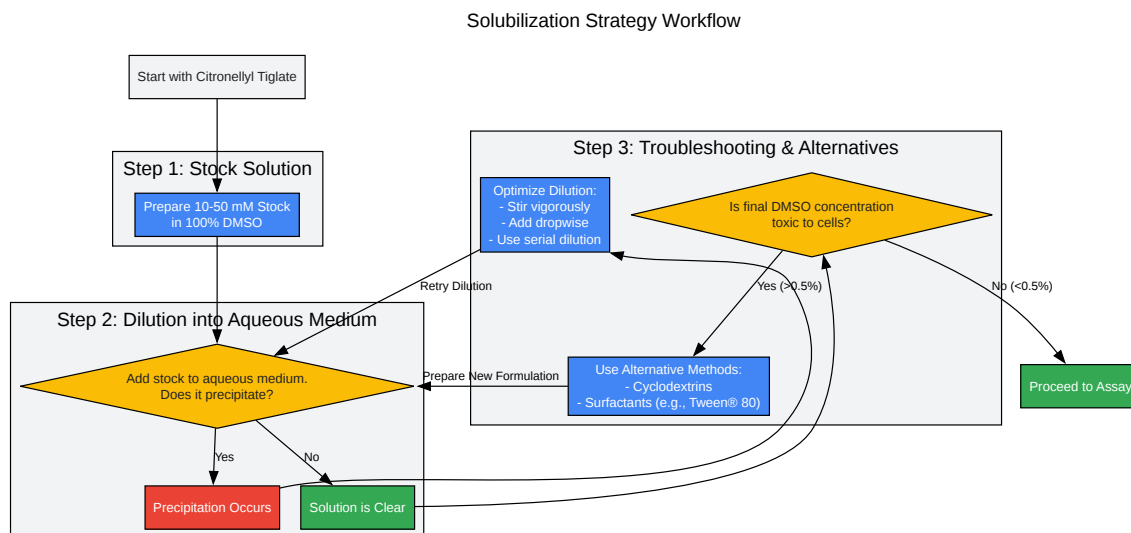 Solubilization Strategy Workflow
Start with Citronellyl Tiglate
Step 1: Stock Solution
Prepare 10-50 mM Stock
in 100% DMSO
Step 2: Dilution into Aqueous Medium
Add stock to aqueous medium.
Does it precipitate?
Yes
No
Precipitation Occurs
Solution is Clear
Step 3: Troubleshooting & Alternatives
Optimize Dilution:
- Stir vigorously
- Add dropwise
- Use serial dilution
Is final DMSO concentration
toxic to cells?
Retry Dilution
Yes (>0.5%)
No (<0.5%)
Prepare New Formulation
Use Alternative Methods:
- Cyclodextrins
- Surfactants (e.g., Tween® 80)
Proceed to Assay